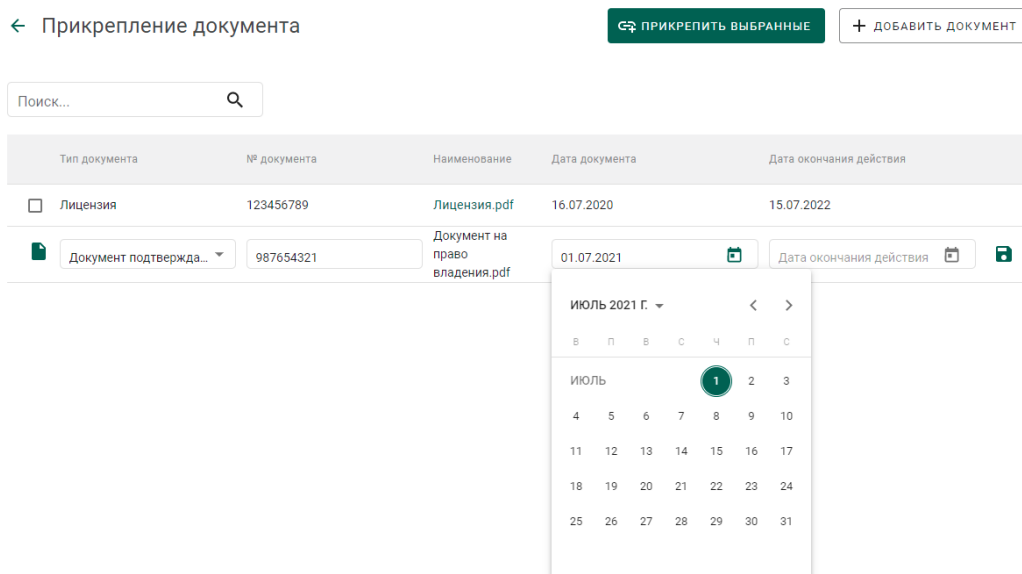 Прикрепление документа
ПРИКРЕПИТЬ ВЫБРАННЫЕ
ДОБАВИТЬ ДОКУМЕНТ
Поиск...
Тип документа № документа Наименование Дата документа Дата окончания действия
Лицензия 123456789 Лицензия.pdf 16.07.2020 15.07.2022
Документ подтвержда... 987654321 Документ на
право
владения.pdf
01.07.2021 Дата окончания действия
ИЮЛЬ 2021 Г.
В П В С Ч П С
ИЮЛЬ 1 2 3
4 5 6 7 8 9 10
11 12 13 14 15 16 17
18 19 20 21 22 23 24
25 26 27 28 29 30 31